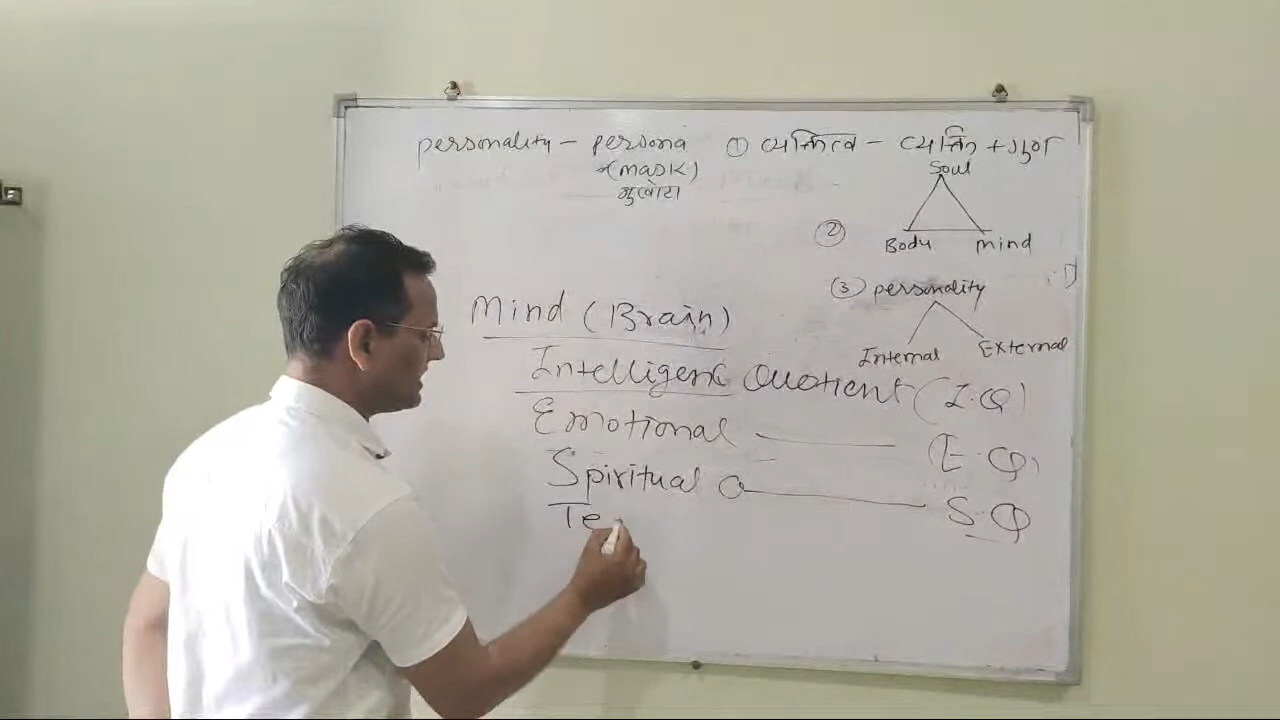 personality - persona
(mask)
मुखोटा
① व्यक्तित्व - व्यक्ति + गुण
②
Soul
Body mind
③ personality
Internal External
Mind (Brain)
Intelligenc Quotient (I.Q)
Emotional (E.Q)
Spiritual Q S.Q
Te